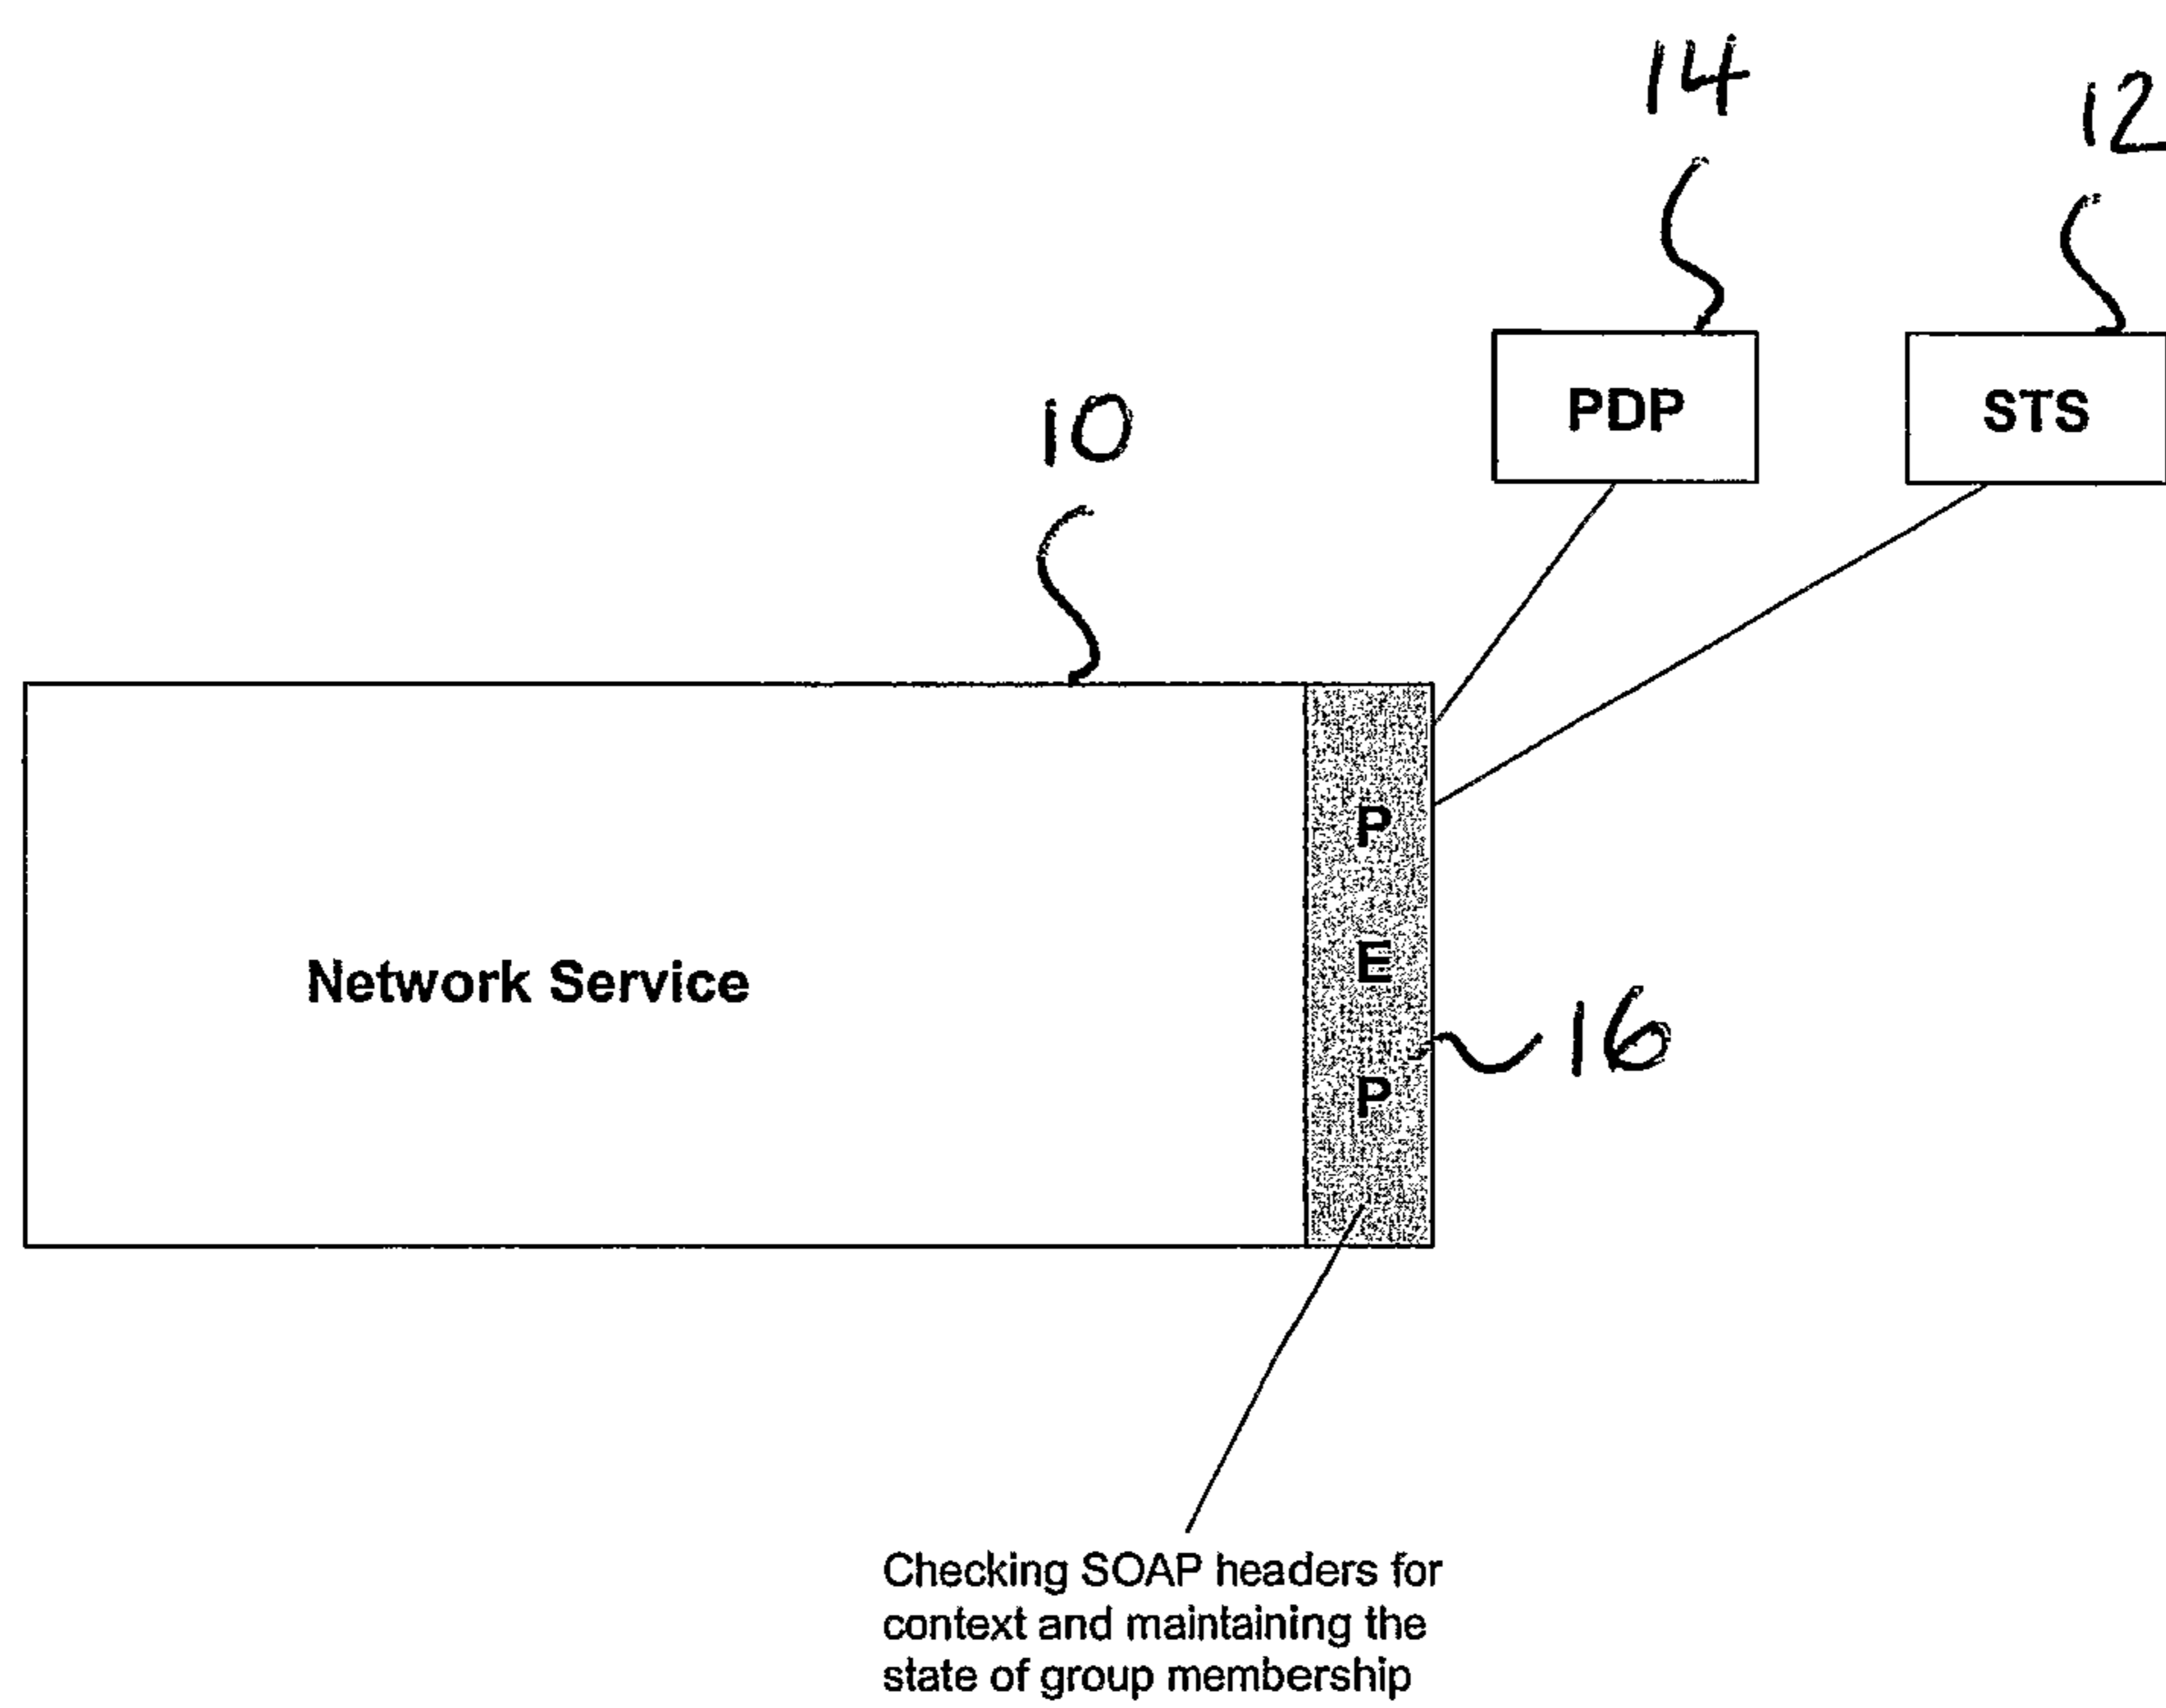 14
12
10
PDP
STS
Network Service
P
E
P
16
Checking SOAP headers for
context and maintaining the
state of group membership